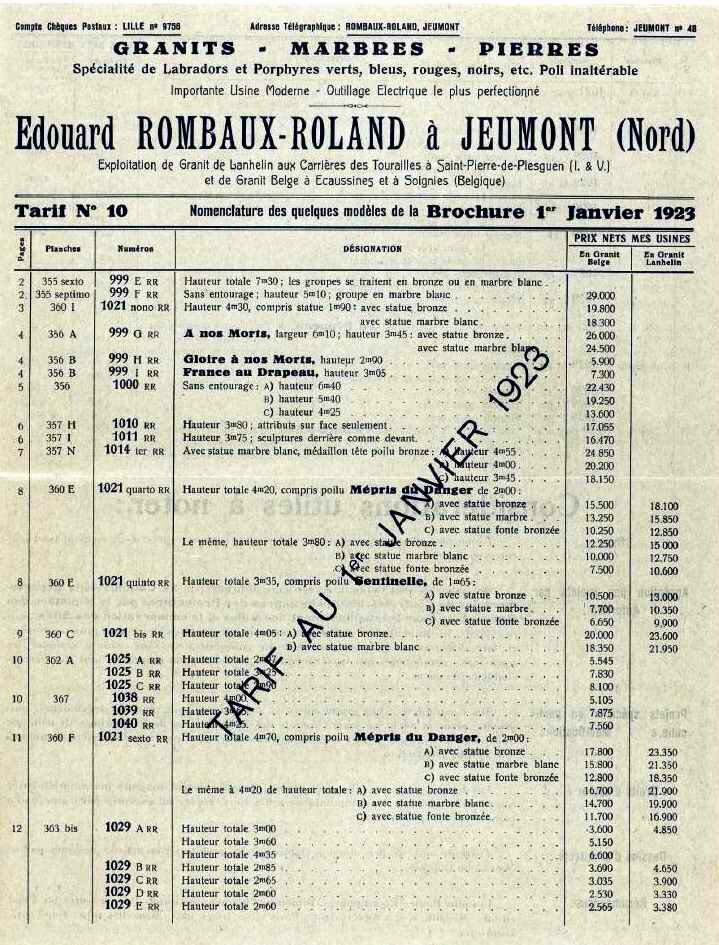 Compte Chèques Postaux : LILLE nº 9756 Adresse Télégraphique : ROMBAUX-ROLAND, JEUMONT Téléphone : JEUMONT nº 48
GRANITS - MARBRES - PIERRES
Spécialité de Labradors et Porphyres verts, bleus, rouges, noirs, etc. Poli inaltérable
Importante Usine Moderne - Outillage Electrique le plus perfectionné
Edouard ROMBAUX-ROLAND à JEUMONT (Nord)
Exploitation de Granit de Lanhelin aux Carrières des Tourailles à Saint-Pierre-de-Plesguen (I. & V.)
et de Granit Belge à Ecaussines et à Soignies (Belgique)
Tarif Nº 10 Nomenclature des quelques modèles de la Brochure 1er Janvier 1923
Pages Planches Numéros DÉSIGNATION PRIX NETS MES USINES
En Granit Belge En Granit Lanhelin
2 355 sexto 999 E RR Hauteur totale 7m30 ; les groupes se traitent en bronze ou en marbre blanc
2 355 septimo 999 F RR Sans entourage ; hauteur 5m10 ; groupe en marbre blanc 29.000
3 360 I 1021 nono RR Hauteur 4m30, compris statue 1m90 : avec statue bronze 19.800
avec statue marbre blanc 18.300
4 356 A 999 G RR A nos Morts, largeur 6m10 ; hauteur 3m45 : avec statue bronze 26.000
avec statue marbre blanc 24.500
4 356 B 999 H RR Gloire à nos Morts, hauteur 2m90 5.900
4 356 B 999 I RR France au Drapeau, hauteur 3m05 7.300
5 356 1000 RR Sans entourage : A) hauteur 6m40 22.430
B) hauteur 5m40 19.250
C) hauteur 4m25 13.600
6 357 H 1010 RR Hauteur 3m80 ; attributs sur face seulement 17.055
6 357 I 1011 RR Hauteur 3m75 ; sculptures derrière comme devant 16.470
7 357 N 1014 ter RR Avec statue marbre blanc, médaillon tête poilu bronze : A) hauteur 4m55 24.850
B) hauteur 4m00 20.200
C) hauteur 3m45 18.150
8 360 E 1021 quarto RR Hauteur totale 4m20, compris poilu Mépris du Danger de 2m00 :
A) avec statue bronze 15.500 18.100
B) avec statue marbre 13.250 15.850
C) avec statue fonte bronzée 10.250 12.850
Le même, hauteur totale 3m80 : A) avec statue bronze 12.250 15 000
B) avec statue marbre blanc 10.000 12.750
C) avec statue fonte bronzée 7.500 10.600
8 360 E 1021 quinto RR Hauteur totale 3m35, compris poilu Sentinelle, de 1m65 :
A) avec statue bronze 10.500 13.000
B) avec statue marbre 7.700 10.350
C) avec statue fonte bronzée 6.650 9.900
9 360 C 1021 bis RR Hauteur totale 4m05 : A) avec statue bronze 20.000 23.600
B) avec statue marbre blanc 18.350 21.950
10 362 A 1025 A RR Hauteur totale 5.545
1025 B RR Hauteur totale 7.830
1025 C RR Hauteur totale 8.100
10 367 1038 RR Hauteur 4m00 5.105
1039 RR Hauteur 7.875
1040 RR Hauteur 4m25 7.560
11 360 F 1021 sexto RR Hauteur totale 4m70, compris poilu Mépris du Danger, de 2m00 :
A) avec statue bronze 17.800 23.350
B) avec statue marbre blanc 15.800 21.350
C) avec statue fonte bronzée 12.800 18.350
Le même à 4m20 de hauteur totale : A) avec statue bronze 16.700 21.900
B) avec statue marbre blanc 14.700 19.900
C) avec statue fonte bronzée 11.700 16.900
12 363 bis 1029 A RR Hauteur totale 3m00 3.600 4.850
Hauteur totale 3m60 5.150
Hauteur totale 4m35 6.600
1029 B RR Hauteur totale 2m85 3.690 4.650
1029 C RR Hauteur totale 2m65 3.035 3.900
1029 D RR Hauteur totale 2m60 2.530 3.330
1029 E RR Hauteur totale 2m60 2.565 3.380
TARIF AU 1er JANVIER 1923